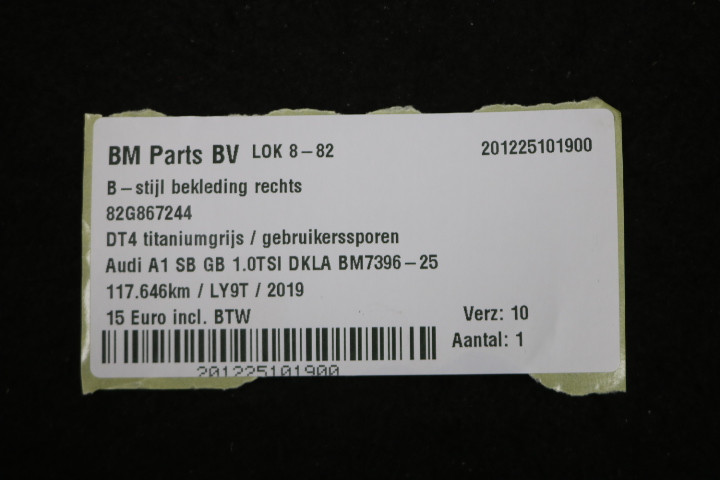 BM Parts BV LOK 8-82 201225101900
B-stijl bekleding rechts
82G867244
DT4 titaniumgrijs / gebruikerssporen
Audi A1 SB GB 1.0TSI DKLA BM7396-25
117.646km / LY9T / 2019
15 Euro incl. BTW Verz: 10
Aantal: 1
201225101900